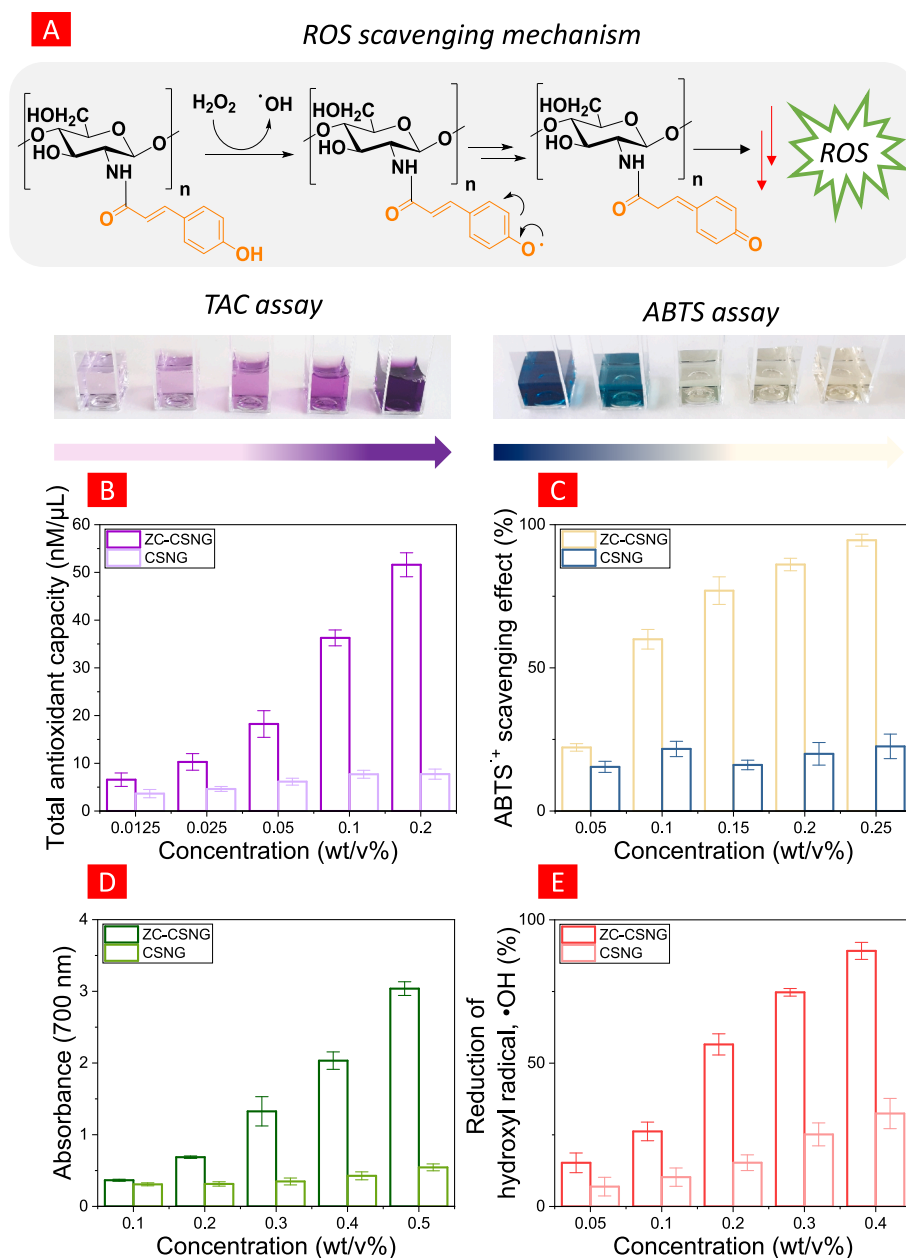 A
ROS scavenging mechanism
HOH₂C
O
O
O
HO
NH
n
O
OH
H₂O₂
˙OH
HOH₂C
O
O
O
HO
NH
n
O
O·
HOH₂C
O
O
O
HO
NH
n
O
O
ROS
TAC assay
ABTS assay
B
ZC-CSNG
CSNG
Total antioxidant capacity (nM/µL)
60
50
40
30
20
10
0
0.0125 0.025 0.05 0.1 0.2
Concentration (wt/v%)
C
ZC-CSNG
CSNG
ABTS˙⁺ scavenging effect (%)
100
50
0
0.05 0.1 0.15 0.2 0.25
Concentration (wt/v%)
D
ZC-CSNG
CSNG
Absorbance (700 nm)
4
3
2
1
0
0.1 0.2 0.3 0.4 0.5
Concentration (wt/v%)
E
ZC-CSNG
CSNG
Reduction of
hydroxyl radical, •OH (%)
100
50
0
0.05 0.1 0.2 0.3 0.4
Concentration (wt/v%)